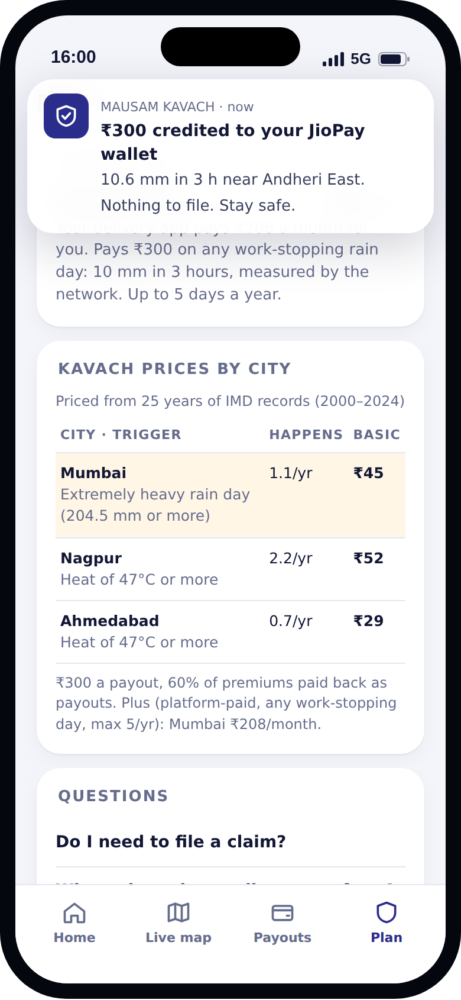 16:00
5G
MAUSAM KAVACH · now
₹300 credited to your JioPay
wallet
10.6 mm in 3 h near Andheri East.
Nothing to file. Stay safe.
Your delivery app pays ₹208 a month for
you. Pays ₹300 on any work-stopping rain
day: 10 mm in 3 hours, measured by the
network. Up to 5 days a year.
KAVACH PRICES BY CITY
Priced from 25 years of IMD records (2000–2024)
CITY · TRIGGER HAPPENS BASIC
Mumbai 1.1/yr ₹45
Extremely heavy rain day
(204.5 mm or more)
Nagpur 2.2/yr ₹52
Heat of 47°C or more
Ahmedabad 0.7/yr ₹29
Heat of 47°C or more
₹300 a payout, 60% of premiums paid back as
payouts. Plus (platform-paid, any work-stopping
day, max 5/yr): Mumbai ₹208/month.
QUESTIONS
Do I need to file a claim?
Home Live map Payouts Plan